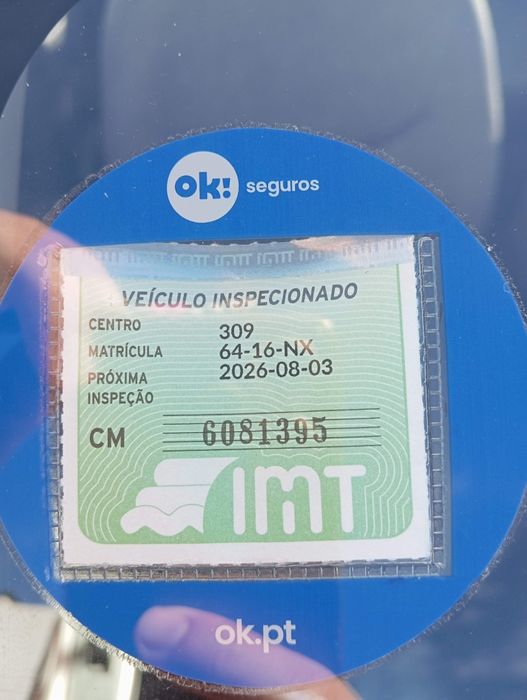 ok! seguros
VEÍCULO INSPECIONADO
CENTRO 309
MATRÍCULA 64-16-NX
PRÓXIMA INSPEÇÃO 2026-08-03
CM 6081395
IMT
ok.pt